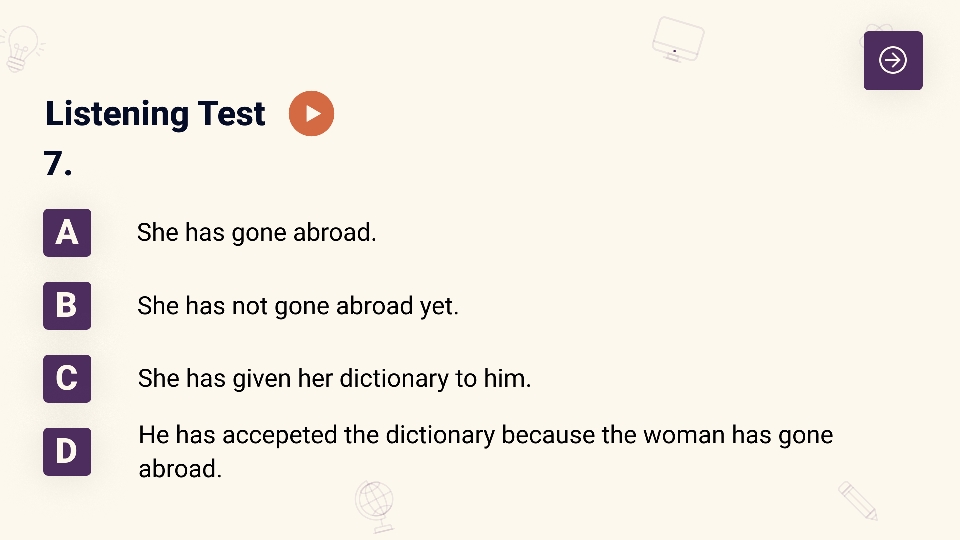 Listening Test
7.
A She has gone abroad.
B She has not gone abroad yet.
C She has given her dictionary to him.
D He has accepeted the dictionary because the woman has gone
abroad.